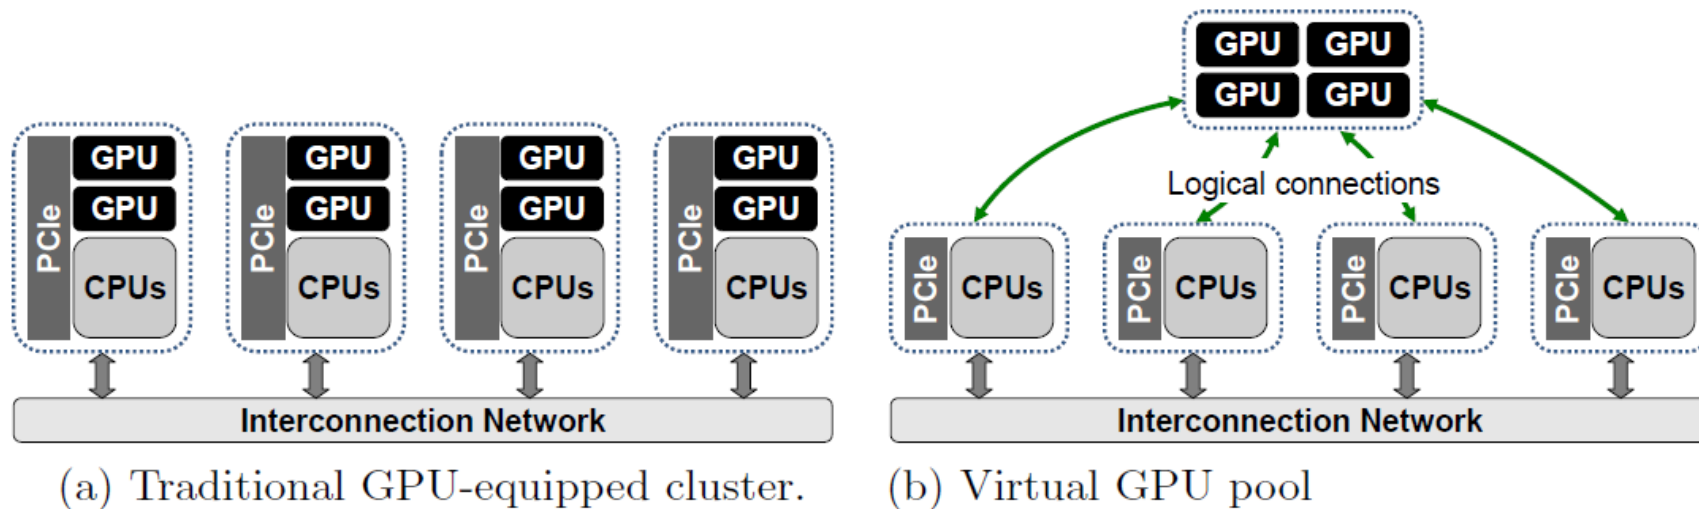 GPU GPU
GPU GPU
GPU GPU GPU GPU
GPU GPU GPU GPU
PCIe PCIe PCIe PCIe
CPUs CPUs CPUs CPUs
Logical connections
PCIe CPUs PCIe CPUs PCIe CPUs PCIe CPUs
Interconnection Network
Interconnection Network
(a) Traditional GPU-equipped cluster.
(b) Virtual GPU pool